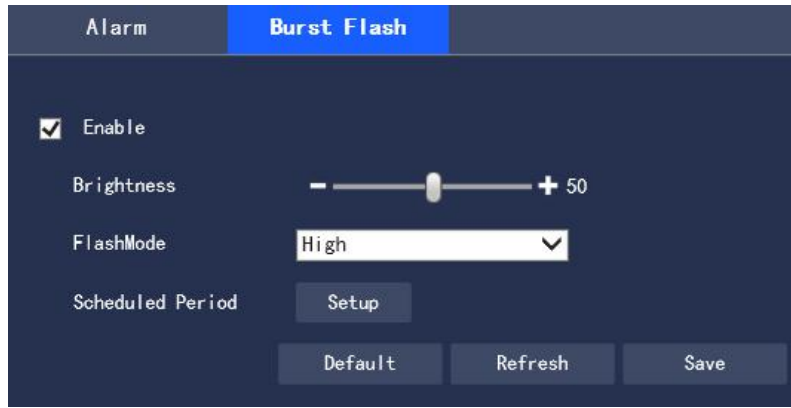 Alarm Burst Flash
Enable
Brightness 50
FlashMode High
Scheduled Period Setup
Default Refresh Save